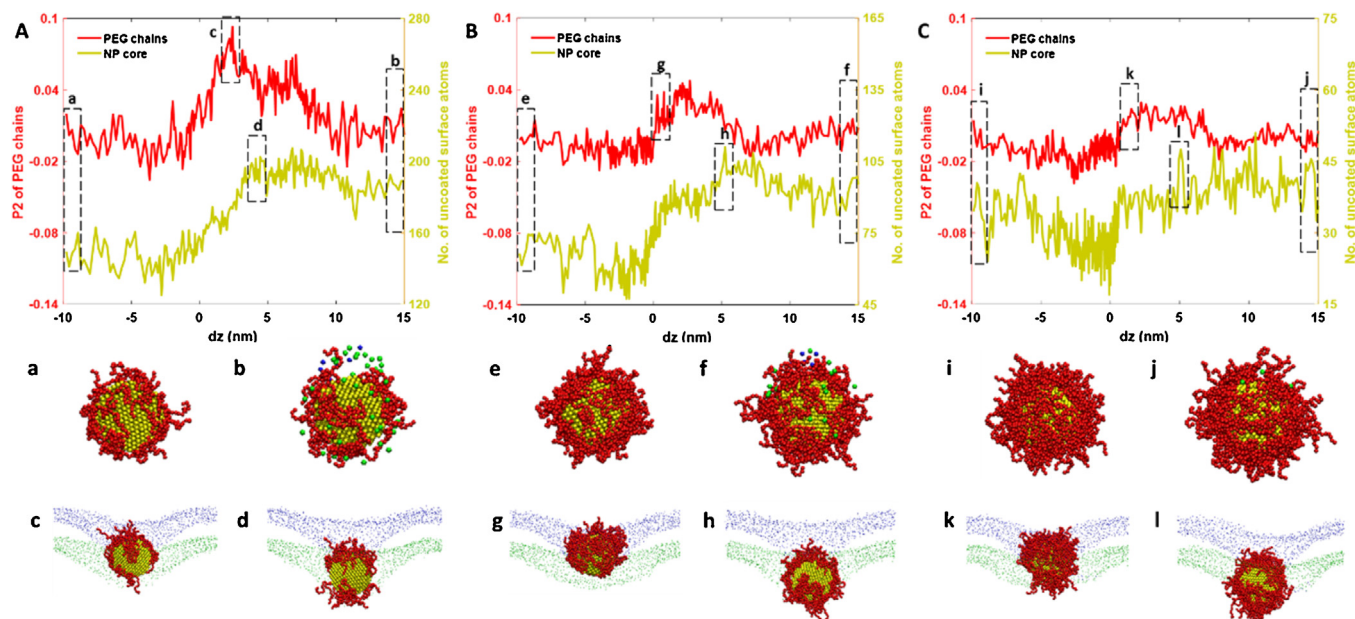 A
0.1
0.04
-0.02
-0.08
-0.14
P2 of PEG chains
PEG chains
NP core
a
c
d
b
280
240
200
160
120
No. of uncoated surface atoms
-10
-5
0
5
10
15
dz (nm)
B
0.1
0.04
-0.02
-0.08
-0.14
P2 of PEG chains
PEG chains
NP core
e
g
h
f
165
135
105
75
45
No. of uncoated surface atoms
-10
-5
0
5
10
15
dz (nm)
C
0.1
0.04
-0.02
-0.08
-0.14
P2 of PEG chains
PEG chains
NP core
i
k
l
j
75
60
45
30
15
No. of uncoated surface atoms
-10
-5
0
5
10
15
dz (nm)
a
b
e
f
i
j
c
d
g
h
k
l